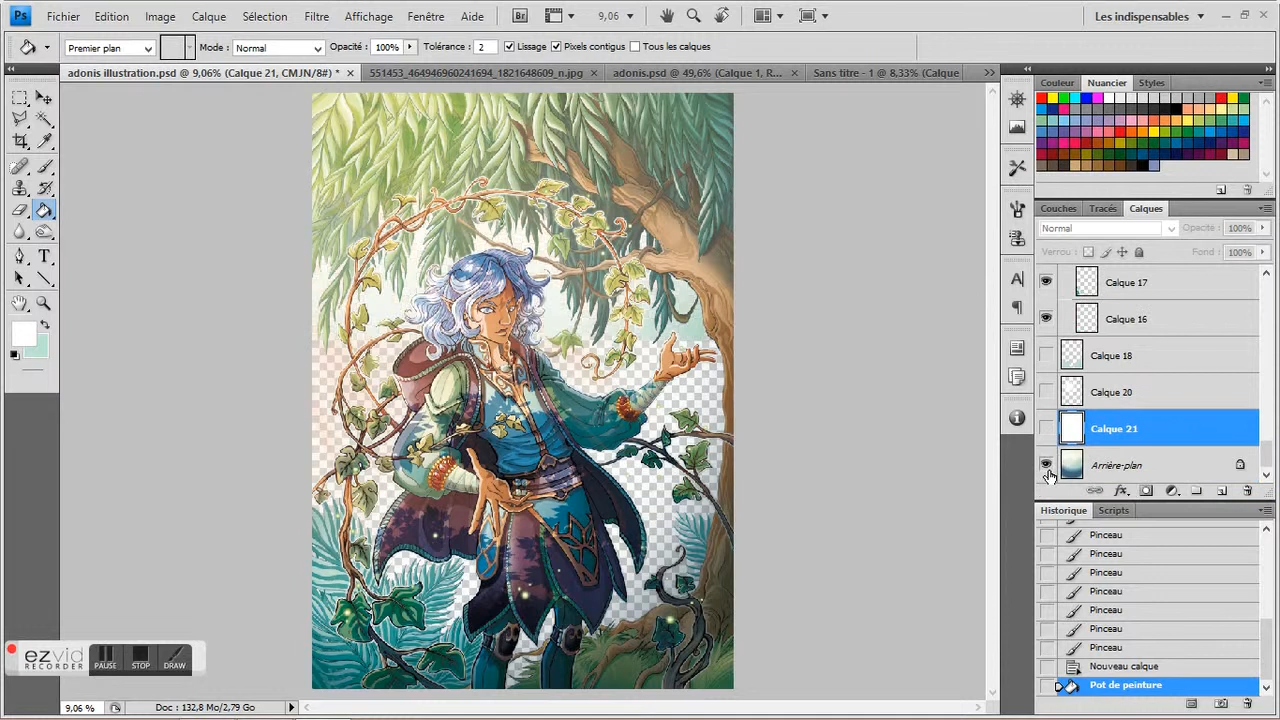 Ps Fichier Edition Image Calque Sélection Filtre Affichage Fenêtre Aide Br 9,06 Les indispensables
Premier plan Mode : Normal Opacité : 100% Tolérance : 2 Lissage Pixels contigus Tous les calques
adonis illustration.psd @ 9,06% (Calque 21, CMJN/8#) * × 551453_464946960241694_1821648609_n.jpg × adonis.psd @ 49,6% (Calque 1, R... × Sans titre - 1 @ 8,33% (Calque
Couleur Nuancier Styles
Couches Tracés Calques
Normal Opacité : 100%
Verrou : Fond : 100%
Calque 17
Calque 16
Calque 18
Calque 20
Calque 21
Arrière-plan
Historique Scripts
Pinceau
Pinceau
Pinceau
Pinceau
Pinceau
Pinceau
Pinceau
Nouveau calque
Pot de peinture
ezvid
RECORDER
PAUSE STOP DRAW
9,06 % Doc : 132,8 Mo/2,79 Go